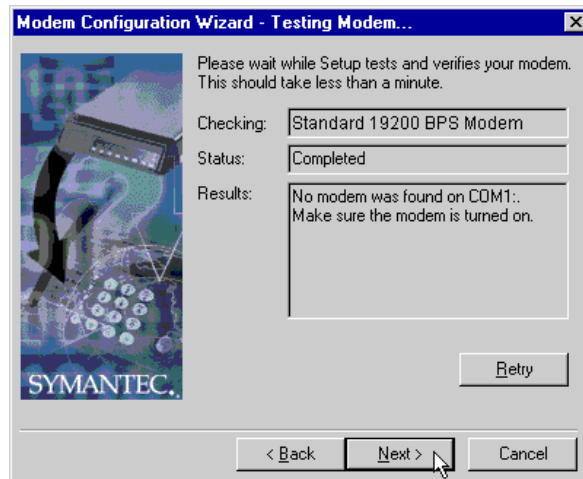 Modem Configuration Wizard - Testing Modem...
Please wait while Setup tests and verifies your modem.
This should take less than a minute.
Checking: Standard 19200 BPS Modem
Status: Completed
Results: No modem was found on COM1:.
Make sure the modem is turned on.
Retry
SYMANTEC.
< Back Next > Cancel